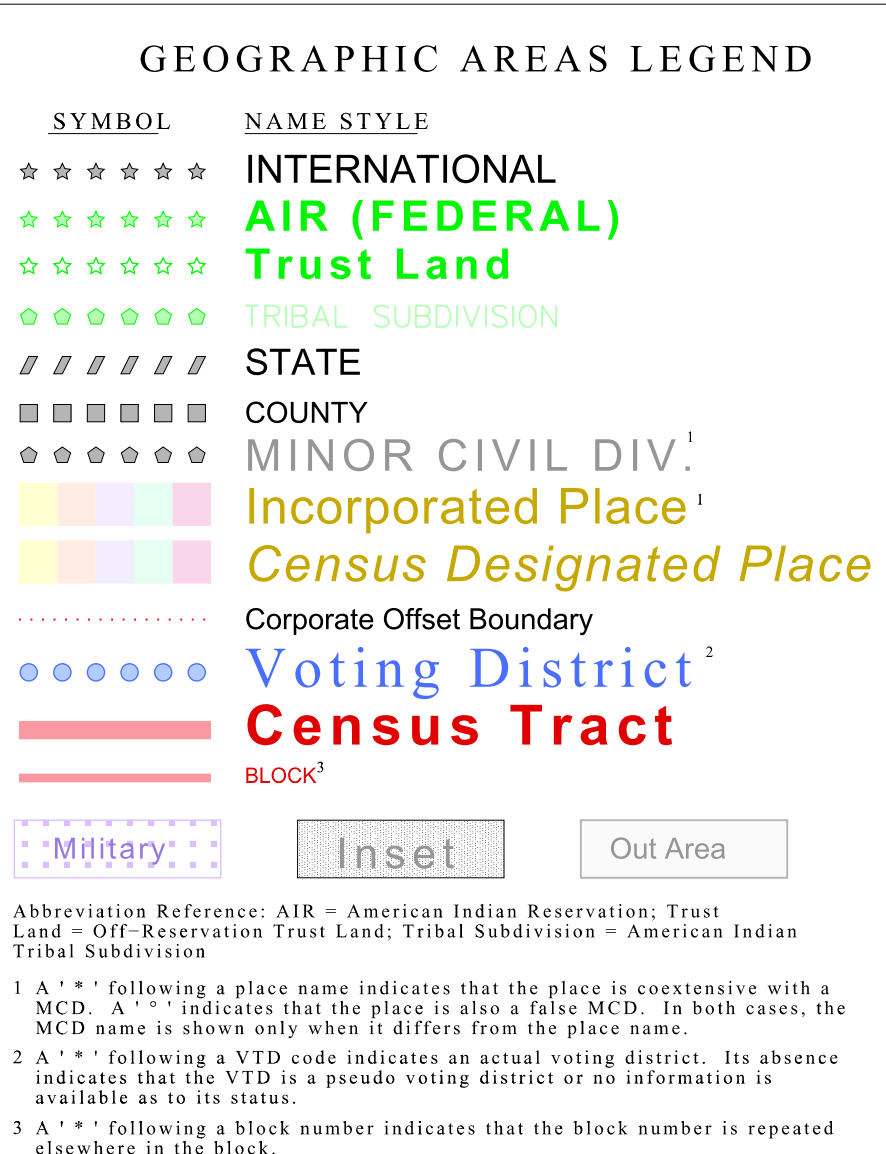 GEOGRAPHIC AREAS LEGEND
SYMBOL NAME STYLE
INTERNATIONAL
AIR (FEDERAL)
Trust Land
TRIBAL SUBDIVISION
STATE
COUNTY
MINOR CIVIL DIV. 1
Incorporated Place 1
Census Designated Place
Corporate Offset Boundary
Voting District 2
Census Tract
BLOCK 3
Military Inset Out Area
Abbreviation Reference: AIR = American Indian Reservation; Trust
Land = Off−Reservation Trust Land; Tribal Subdivision = American Indian
Tribal Subdivision
1 A ' * ' following a place name indicates that the place is coextensive with a
MCD. A ' ° ' indicates that the place is also a false MCD. In both cases, the
MCD name is shown only when it differs from the place name.
2 A ' * ' following a VTD code indicates an actual voting district. Its absence
indicates that the VTD is a pseudo voting district or no information is
available as to its status.
3 A ' * ' following a block number indicates that the block number is repeated
elsewhere in the block.